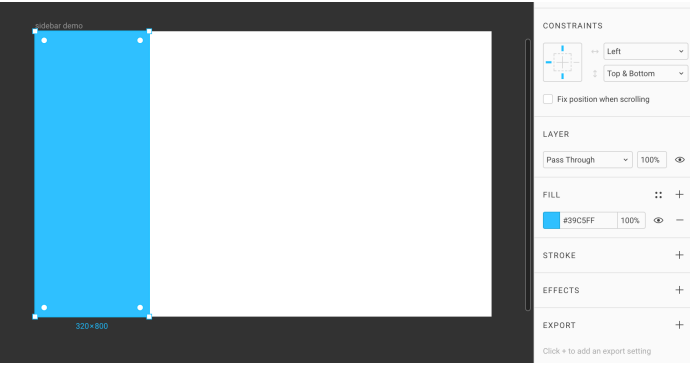 sidebar demo
320×800
CONSTRAINTS
Left
Top & Bottom
Fix position when scrolling
LAYER
Pass Through
100%
FILL
#39C5FF
100%
STROKE
EFFECTS
EXPORT
Click + to add an export setting